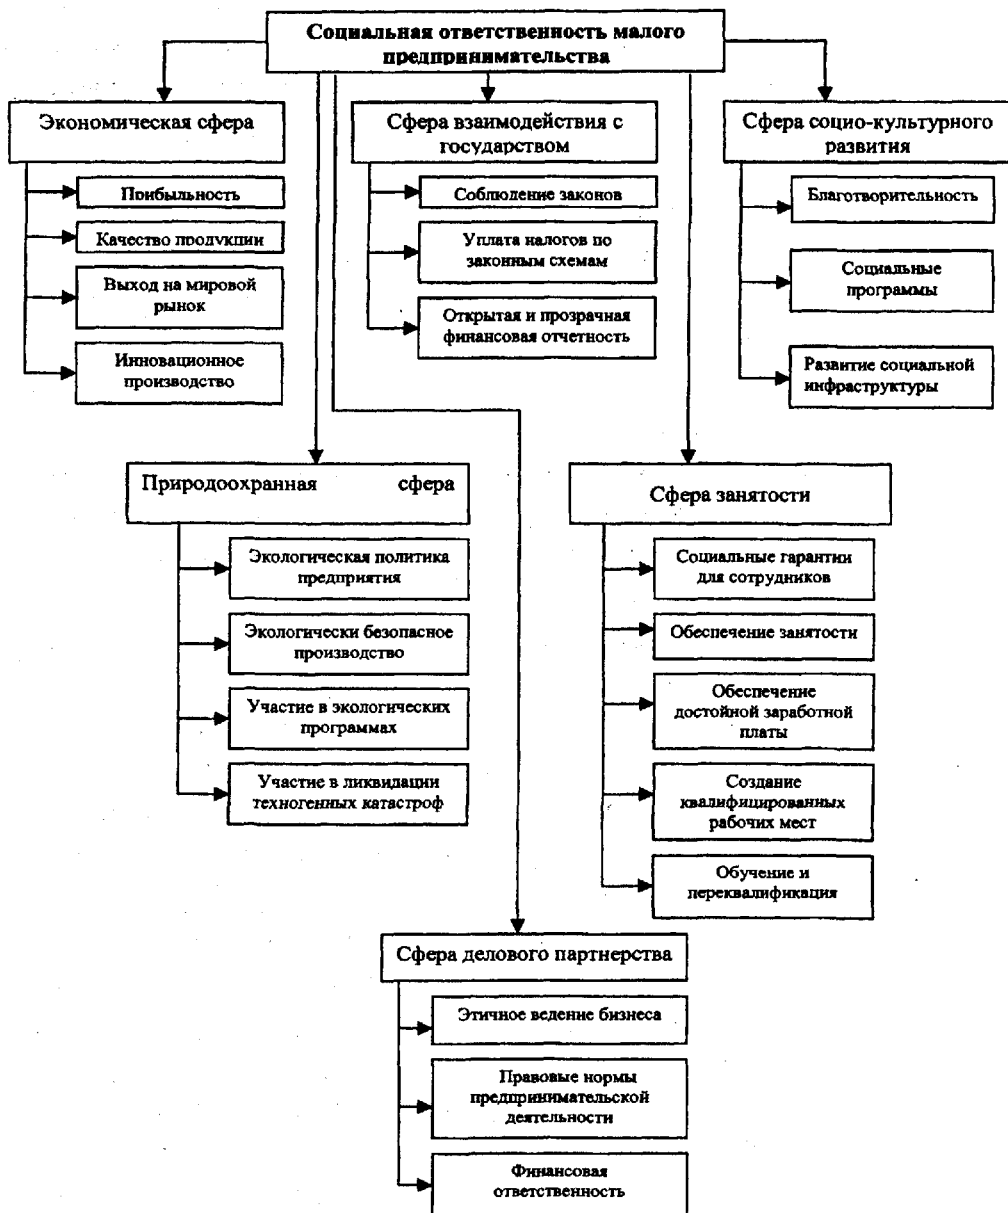 Социальная ответственность малого
предпринимательства
Экономическая сфера
Прибыльность
Качество продукции
Выход на мировой
рынок
Инновационное
производство
Сфера взаимодействия с
государством
Соблюдение законов
Уплата налогов по
законным схемам
Открытая и прозрачная
финансовая отчетность
Сфера социо-культурного
развития
Благотворительность
Социальные
программы
Развитие социальной
инфраструктуры
Природоохранная сфера
Экологическая политика
предприятия
Экологически безопасное
производство
Участие в экологических
программах
Участие в ликвидации
техногенных катастроф
Сфера занятости
Социальные гарантии
для сотрудников
Обеспечение занятости
Обеспечение
достойной заработной
платы
Создание
квалифицированных
рабочих мест
Обучение и
переквалификация
Сфера делового партнерства
Этичное ведение бизнеса
Правовые нормы
предпринимательской
деятельности
Финансовая
ответственность